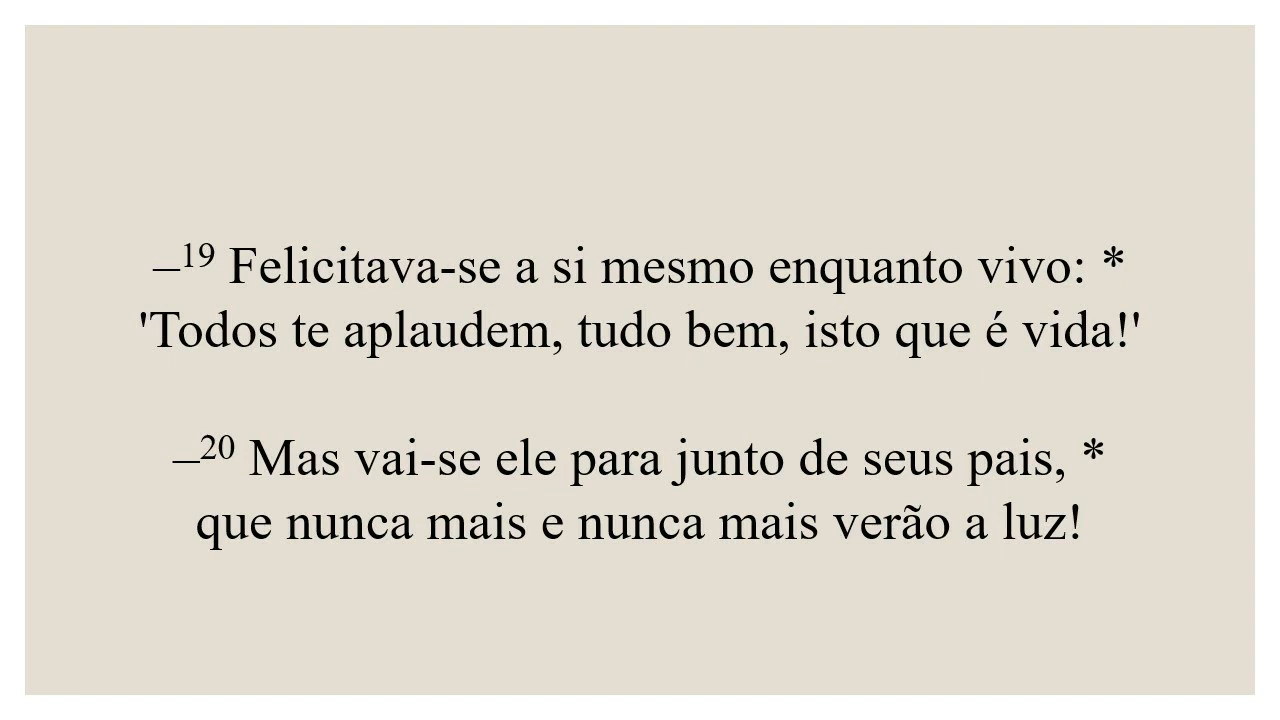 –¹⁹ Felicitava-se a si mesmo enquanto vivo: *
'Todos te aplaudem, tudo bem, isto que é vida!'
–²⁰ Mas vai-se ele para junto de seus pais, *
que nunca mais e nunca mais verão a luz!